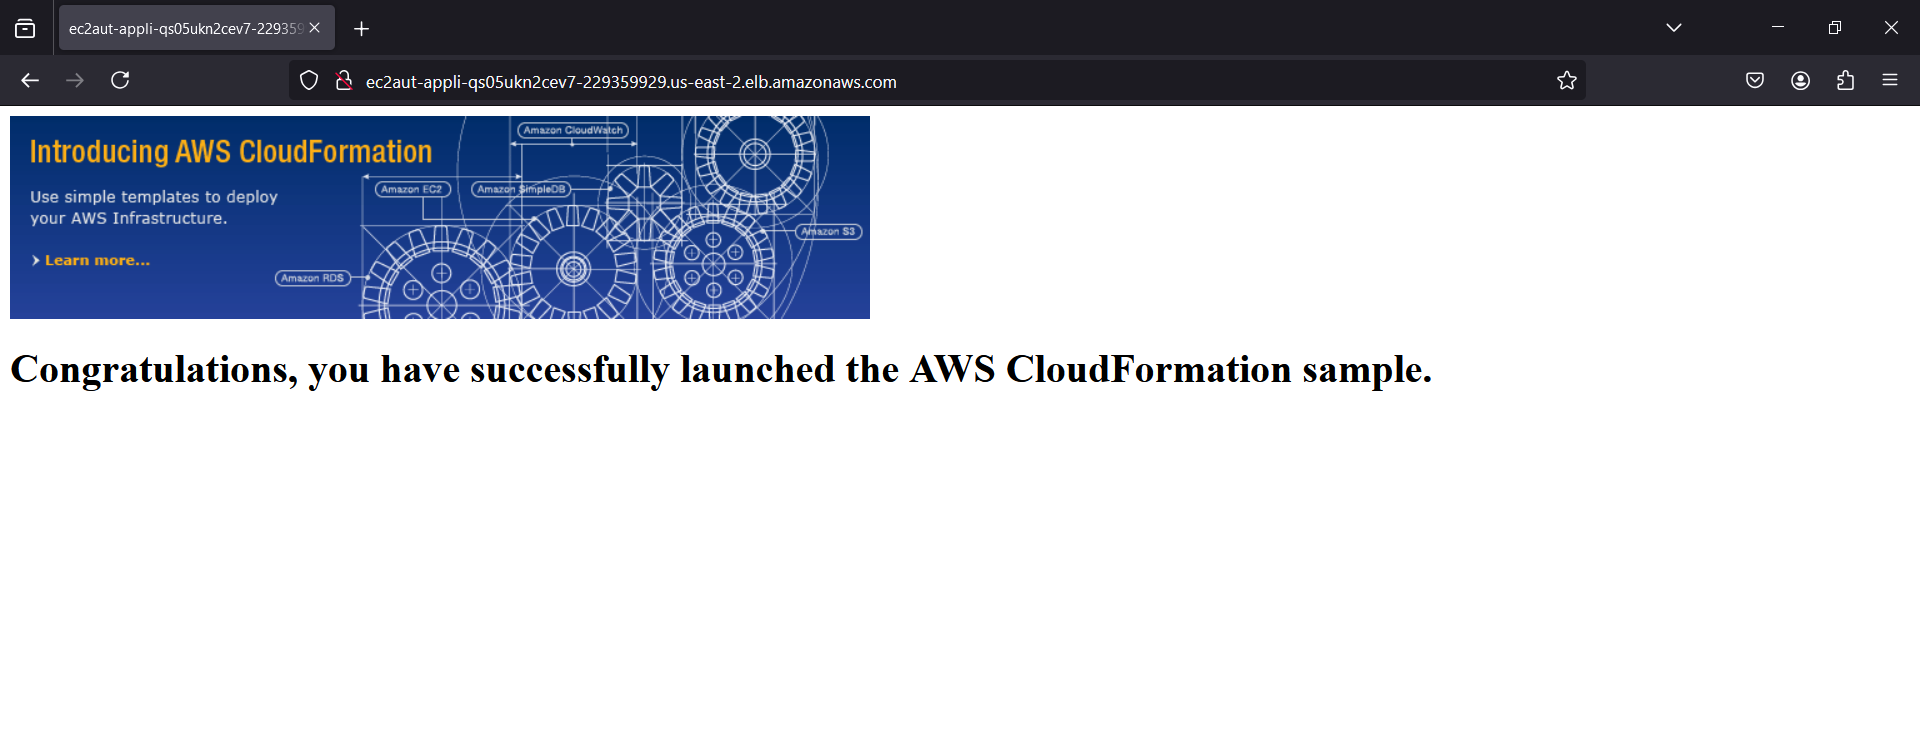 ec2aut-appli-qs05ukn2cev7-229359
ec2aut-appli-qs05ukn2cev7-229359929.us-east-2.elb.amazonaws.com
Introducing AWS CloudFormation
Use simple templates to deploy
your AWS Infrastructure.
Learn more...
Amazon CloudWatch
Amazon EC2
Amazon SimpleDB
Amazon S3
Amazon RDS
Congratulations, you have successfully launched the AWS CloudFormation sample.